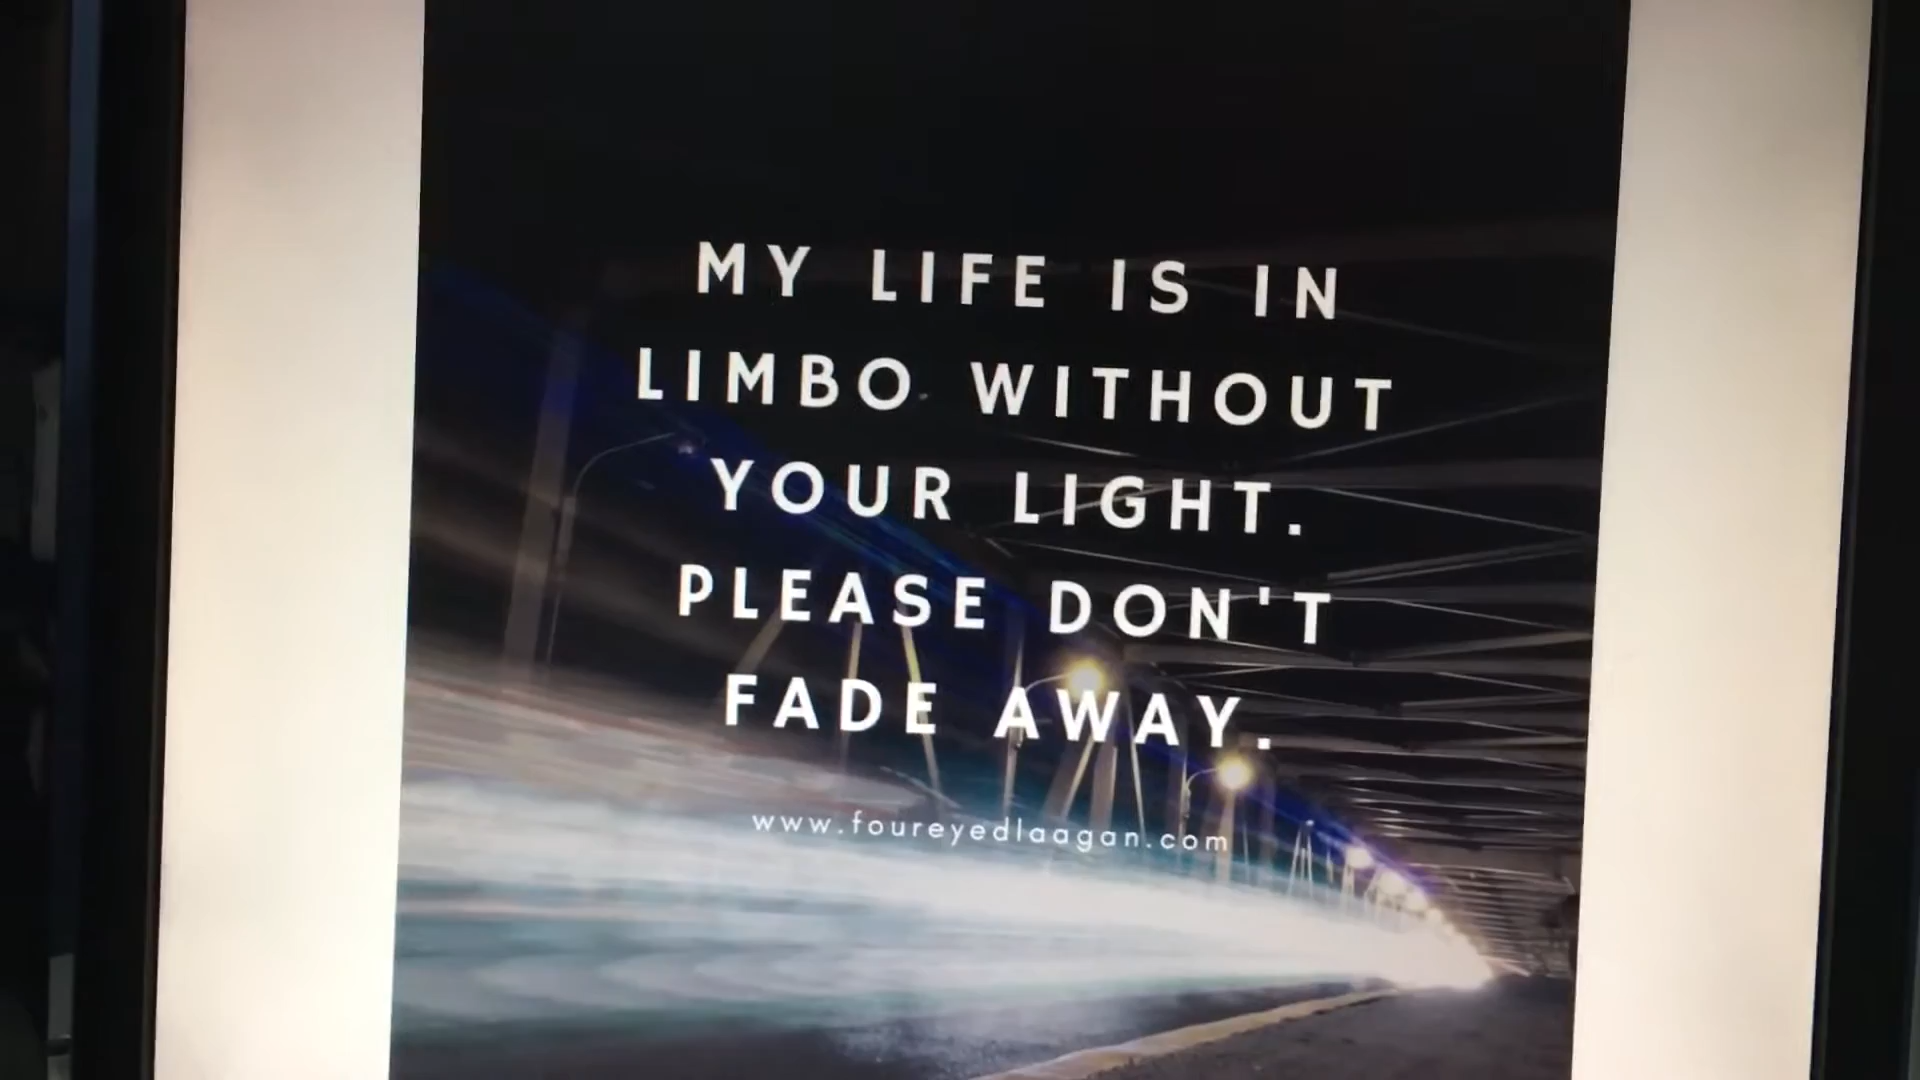 MY LIFE IS IN
LIMBO WITHOUT
YOUR LIGHT.
PLEASE DON'T
FADE AWAY.
www.foureyedlaagan.com